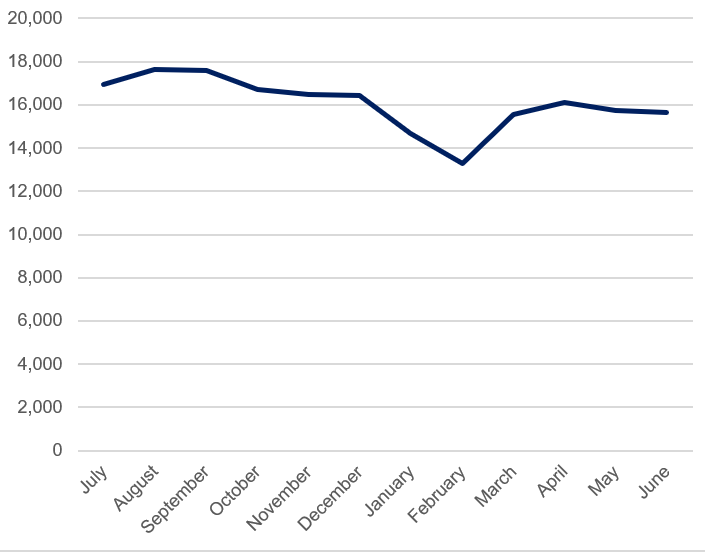 20,000
18,000
16,000
14,000
12,000
10,000
8,000
6,000
4,000
2,000
0
July
August
September
October
November
December
January
February
March
April
May
June